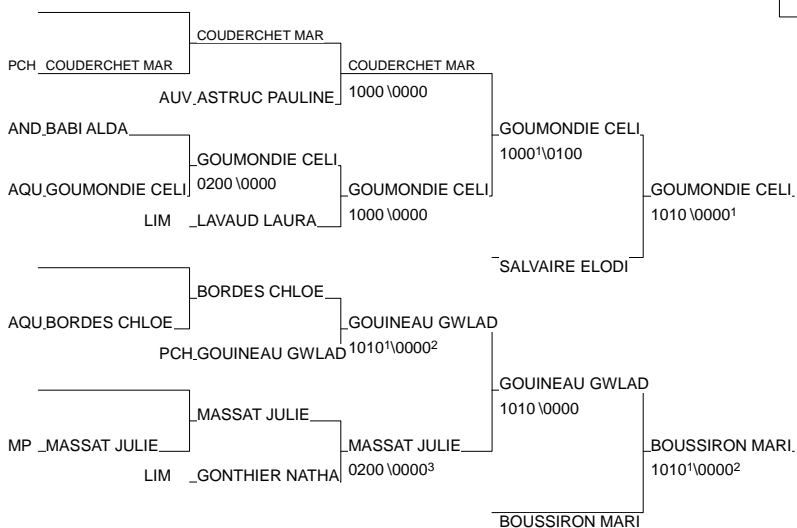 COUDERCHET MAR
PCH COUDERCHET MAR
COUDERCHET MAR
AUV ASTRUC PAULINE
1000 \0000
AND BABI ALDA
GOUMONDIE CELI
1000¹\0100
GOUMONDIE CELI
0200 \0000
AQU GOUMONDIE CELI
GOUMONDIE CELI
1000 \0000
GOUMONDIE CELI
1010 \0000¹
LIM LAVAUD LAURA
SALVAIRE ELODI
BORDES CHLOE
AQU BORDES CHLOE
GOUINEAU GWLAD
1010¹\0000²
PCH GOUINEAU GWLAD
GOUINEAU GWLAD
1010 \0000
MASSAT JULIE
MP MASSAT JULIE
MASSAT JULIE
0200 \0000³
BOUSSIRON MARI
1010¹\0000²
LIM GONTHIER NATHA
BOUSSIRON MARI